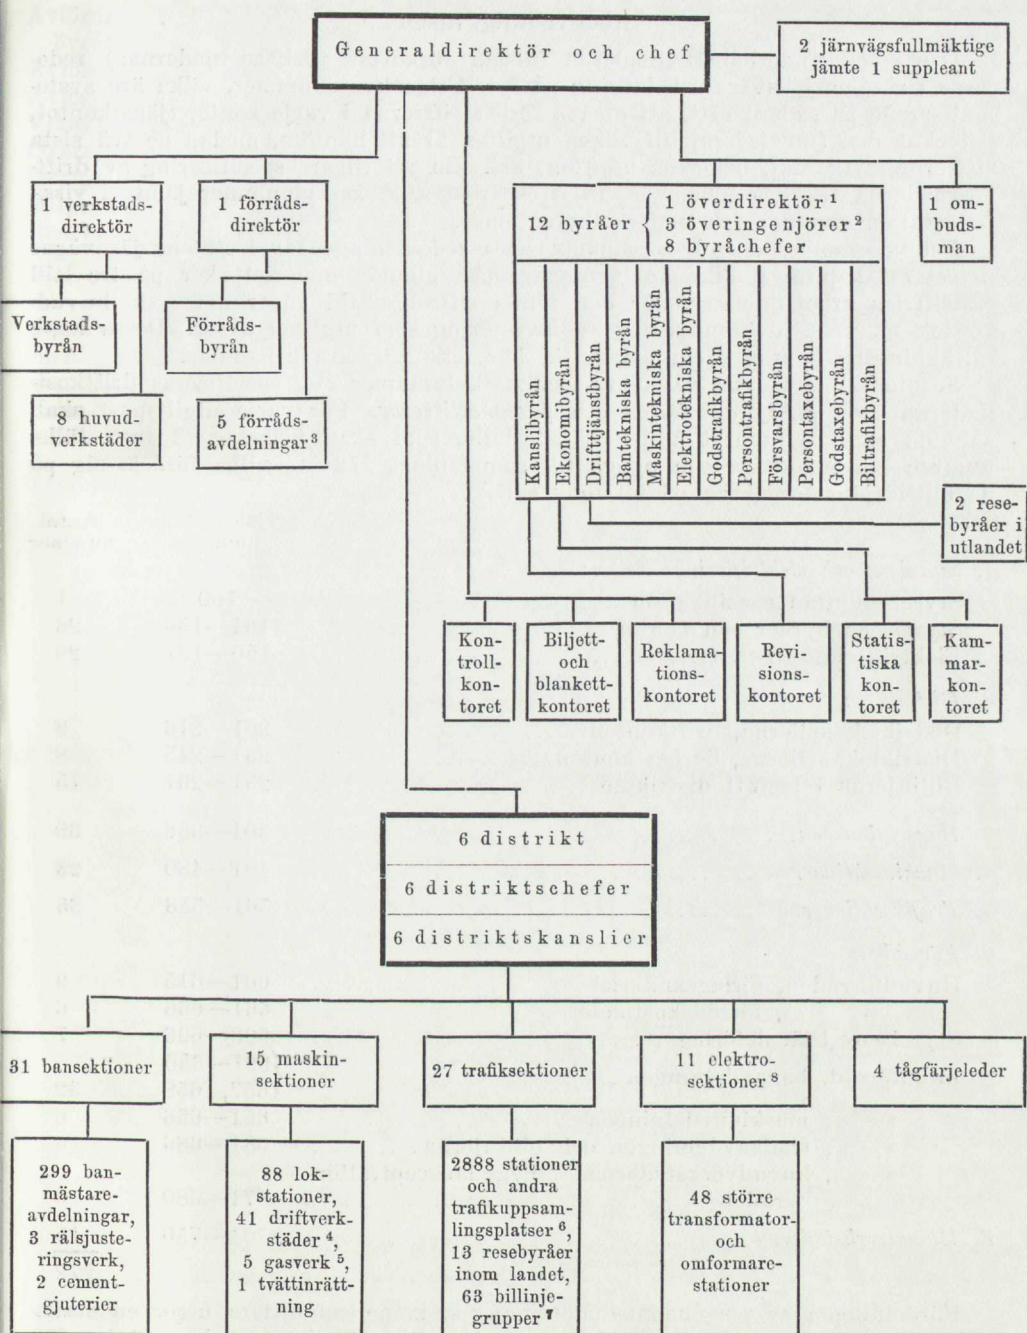 Generaldirektör och chef
2 järnvägsfullmäktige
jämte 1 suppleant
1 verkstads-
direktör
1 förråds-
direktör
12 byråer
1 överdirektör ¹
3 överingenjörer ²
8 byråchefer
1 om-
buds-
man
Verkstads-
byrån
Förråds-
byrån
8 huvud-
verkstäder
5 förråds-
avdelningar ³
Kanslibyrån
Ekonomibyrån
Drifttjänstbyrån
Bantekniska byrån
Maskintekniska byrån
Elektrotekniska byrån
Godstrafikbyrån
Persontrafikbyrån
Försvarsbyrån
Persontaxebyrån
Godstaxebyrån
Biltrafikbyrån
2 rese-
byråer i
utlandet
Kon-
troll-
kon-
toret
Biljett-
och
blankett-
kontoret
Reklama-
tions-
kontoret
Revi-
sions-
kontoret
Statis-
tiska
kon-
toret
Kam-
mar-
kon-
toret
6 distrikt
6 distriktschefer
6 distriktskanslier
31 bansektioner
15 maskin-
sektioner
27 trafiksektioner
11 elektro-
sektioner ⁸
4 tågfärjeleder
299 ban-
mästare-
avdelningar,
3 rälsjuste-
ringsverk,
2 cement-
gjuterier
88 lok-
stationer,
41 driftverk-
städer ⁴,
5 gasverk ⁵,
1 tvättinrätt-
ning
2888 stationer
och andra
trafikuppsam-
lingsplatser ⁶,
13 resebyråer
inom landet,
63 billinje-
grupper ⁷
48 större
transformator-
och
omformare-
stationer